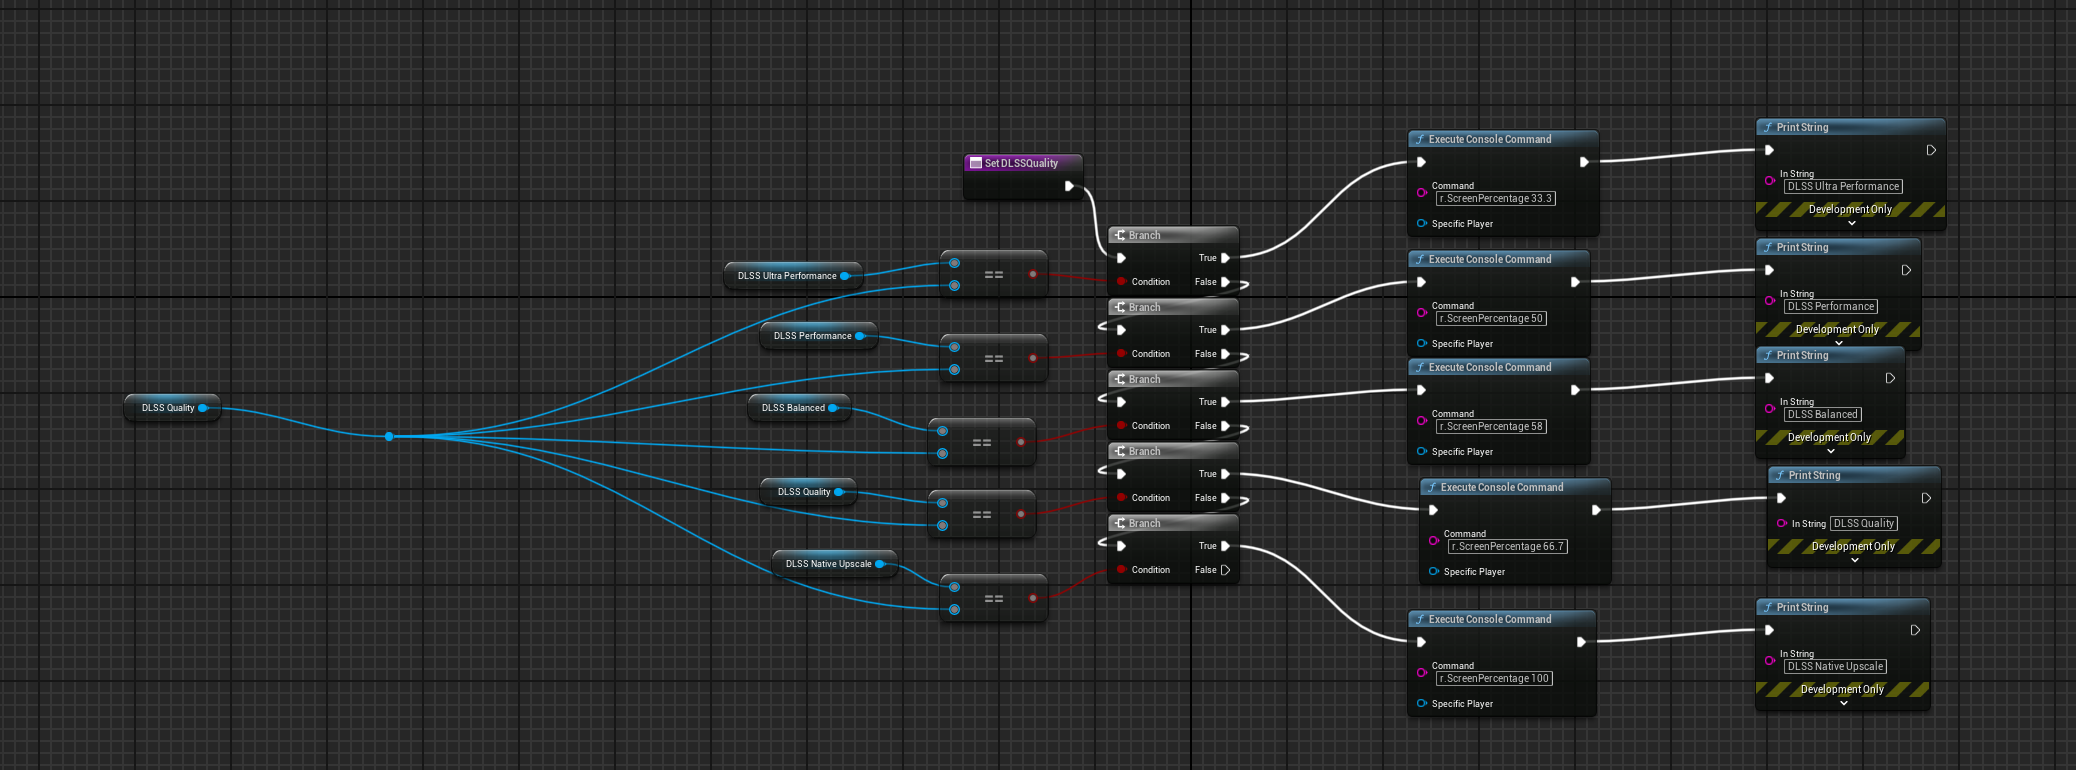 Set DLSSQuality
DLSS Quality
DLSS Ultra Performance
==
DLSS Performance
==
DLSS Balanced
==
DLSS Quality
==
DLSS Native Upscale
==
Branch
True
Condition
False
Branch
True
Condition
False
Branch
True
Condition
False
Branch
True
Condition
False
Branch
True
Condition
False
Execute Console Command
Command
r.ScreenPercentage 33.3
Specific Player
Execute Console Command
Command
r.ScreenPercentage 50
Specific Player
Execute Console Command
Command
r.ScreenPercentage 58
Specific Player
Execute Console Command
Command
r.ScreenPercentage 66.7
Specific Player
Execute Console Command
Command
r.ScreenPercentage 100
Specific Player
Print String
In String
DLSS Ultra Performance
Development Only
Print String
In String
DLSS Performance
Development Only
Print String
In String
DLSS Balanced
Development Only
Print String
In String DLSS Quality
Development Only
Print String
In String
DLSS Native Upscale
Development Only